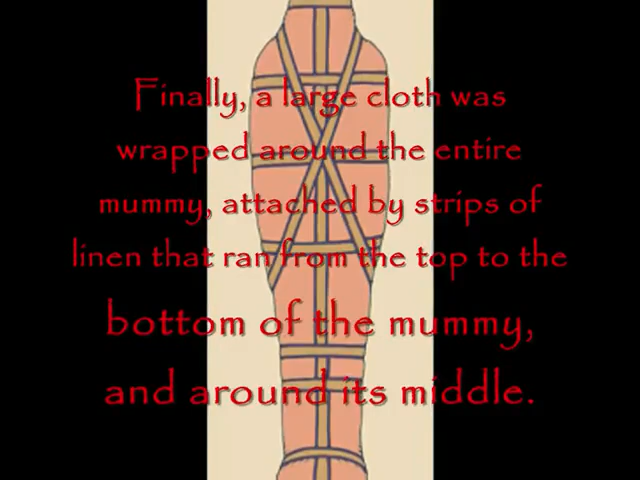 Finally, a large cloth was
wrapped around the entire
mummy, attached by strips of
linen that ran from the top to the
bottom of the mummy,
and around its middle.